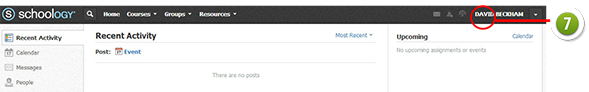 S schoology Home Courses Groups Resources DAVID BECKHAM 7
Recent Activity Recent Activity Most Recent Upcoming Calendar
Calendar Post: Event No upcoming assignments or events
Messages There are no posts
People